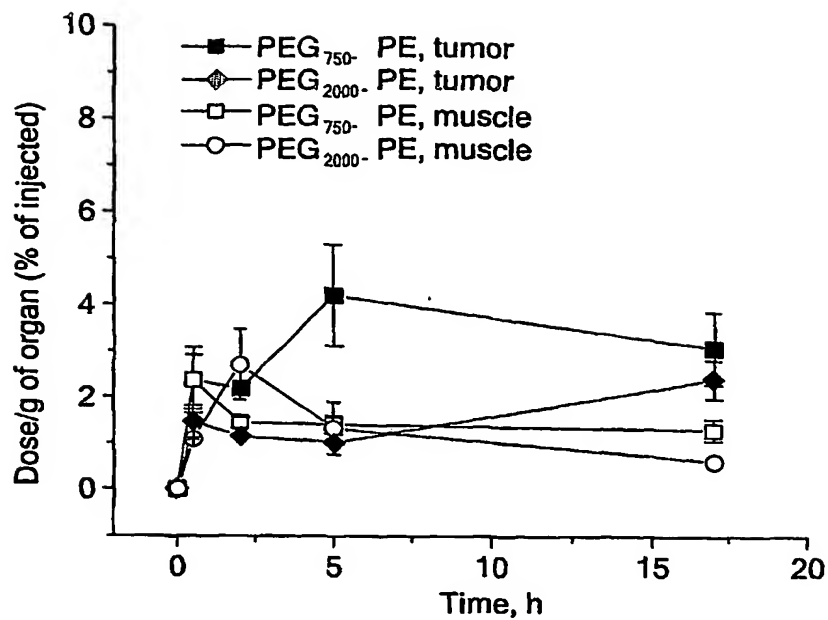 Dose/g of organ (% of injected)
10
8
6
4
2
0
PEG750- PE, tumor
PEG2000- PE, tumor
PEG750- PE, muscle
PEG2000- PE, muscle
0 5 10 15 20
Time, h